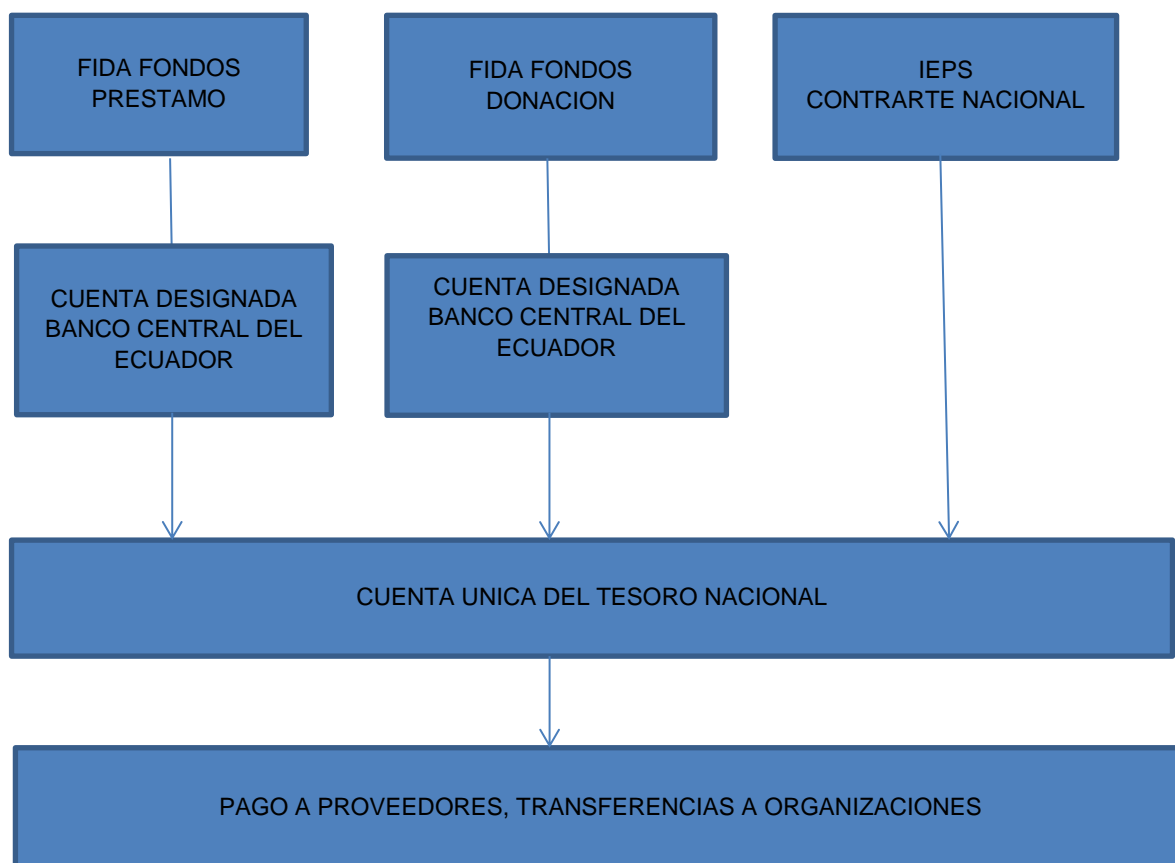 FIDA FONDOS
PRESTAMO
FIDA FONDOS
DONACION
IEPS
CONTRARTE NACIONAL
CUENTA DESIGNADA
BANCO CENTRAL DEL
ECUADOR
CUENTA DESIGNADA
BANCO CENTRAL DEL
ECUADOR
CUENTA UNICA DEL TESORO NACIONAL
PAGO A PROVEEDORES, TRANSFERENCIAS A ORGANIZACIONES